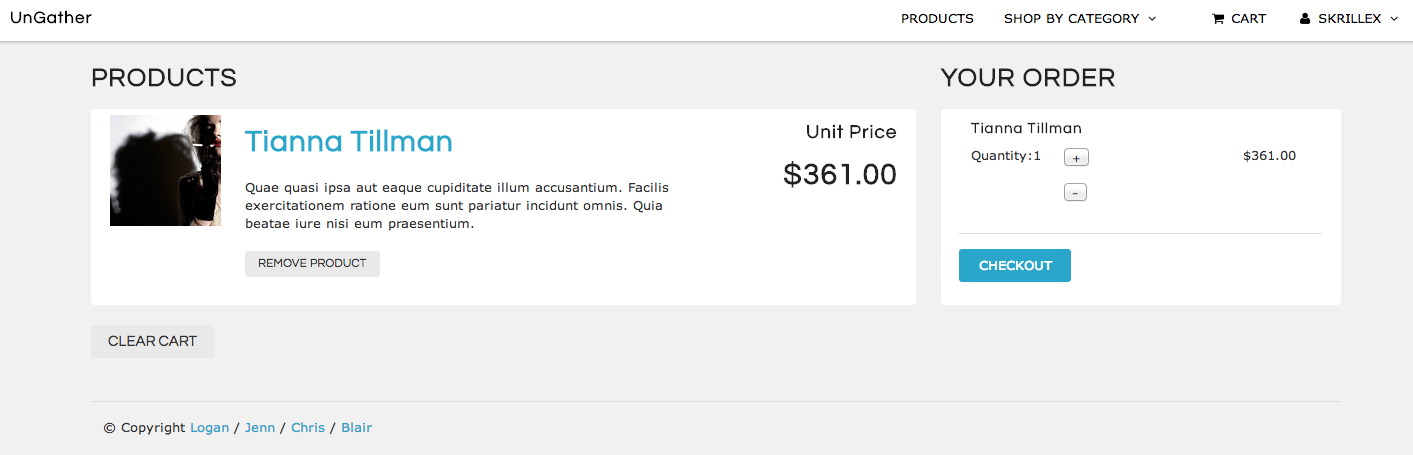 UnGather
PRODUCTS
SHOP BY CATEGORY
CART
SKRILLEX
PRODUCTS
Tianna Tillman
Quae quasi ipsa aut eaque cupiditate illum accusantium. Facilis
exercitationem ratione eum sunt pariatur incidunt omnis. Quia
beatae iure nisi eum praesentium.
REMOVE PRODUCT
Unit Price
$361.00
CLEAR CART
YOUR ORDER
Tianna Tillman
Quantity:1 + $361.00
-
CHECKOUT
© Copyright Logan / Jenn / Chris / Blair